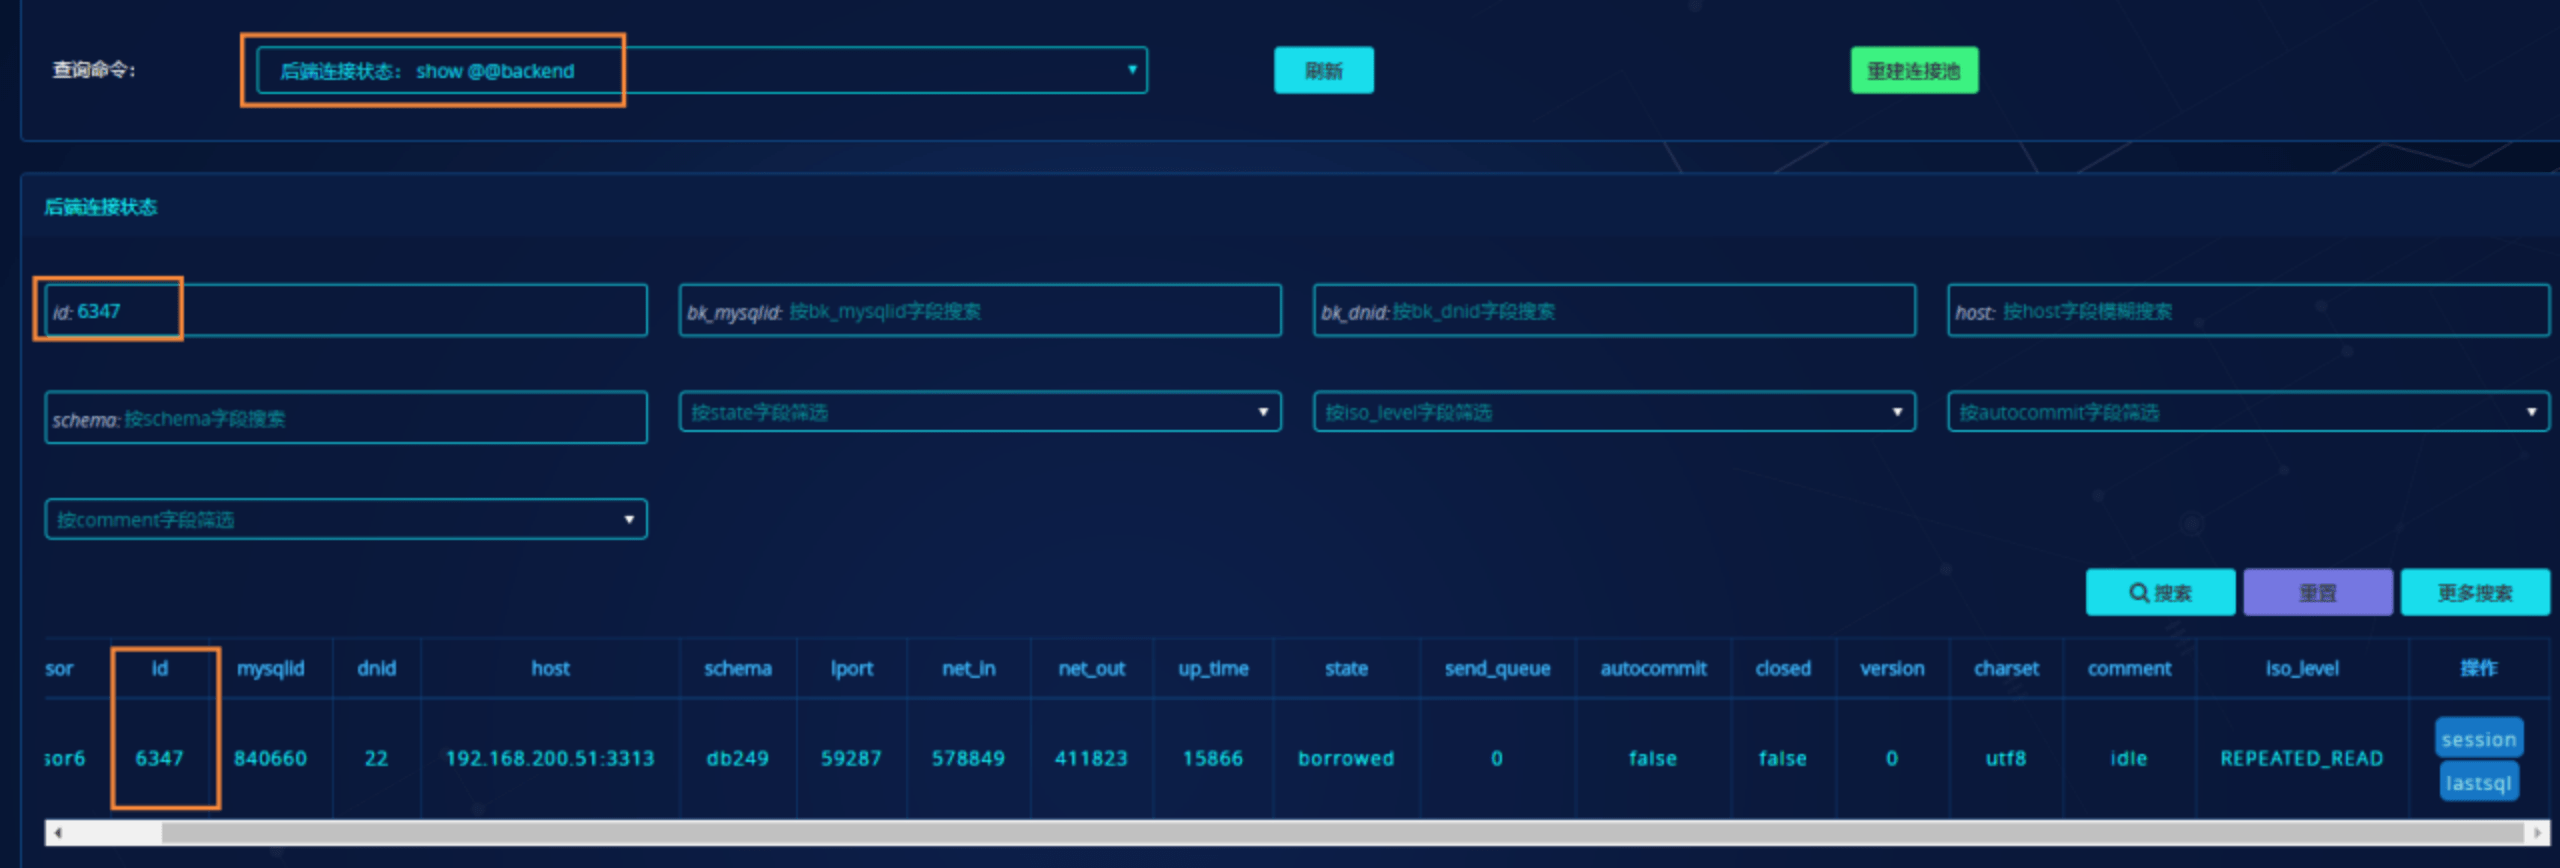 查询命令： 后端连接状态： show @@backend 刷新 重建连接池
后端连接状态
id: 6347 bk_mysqlid: 按bk_mysqlid字段搜索 bk_dnid: 按bk_dnid字段搜索 host: 按host字段模糊搜索
schema: 按schema字段搜索 按state字段筛选 按iso_level字段筛选 按autocommit字段筛选
按comment字段筛选
搜索 重置 更多搜索
sor id mysqlid dnid host schema lport net_in net_out up_time state send_queue autocommit closed version charset comment iso_level 操作
sor6 6347 840660 22 192.168.200.51:3313 db249 59287 578849 411823 15866 borrowed 0 false false 0 utf8 idle REPEATED_READ session
lastsql